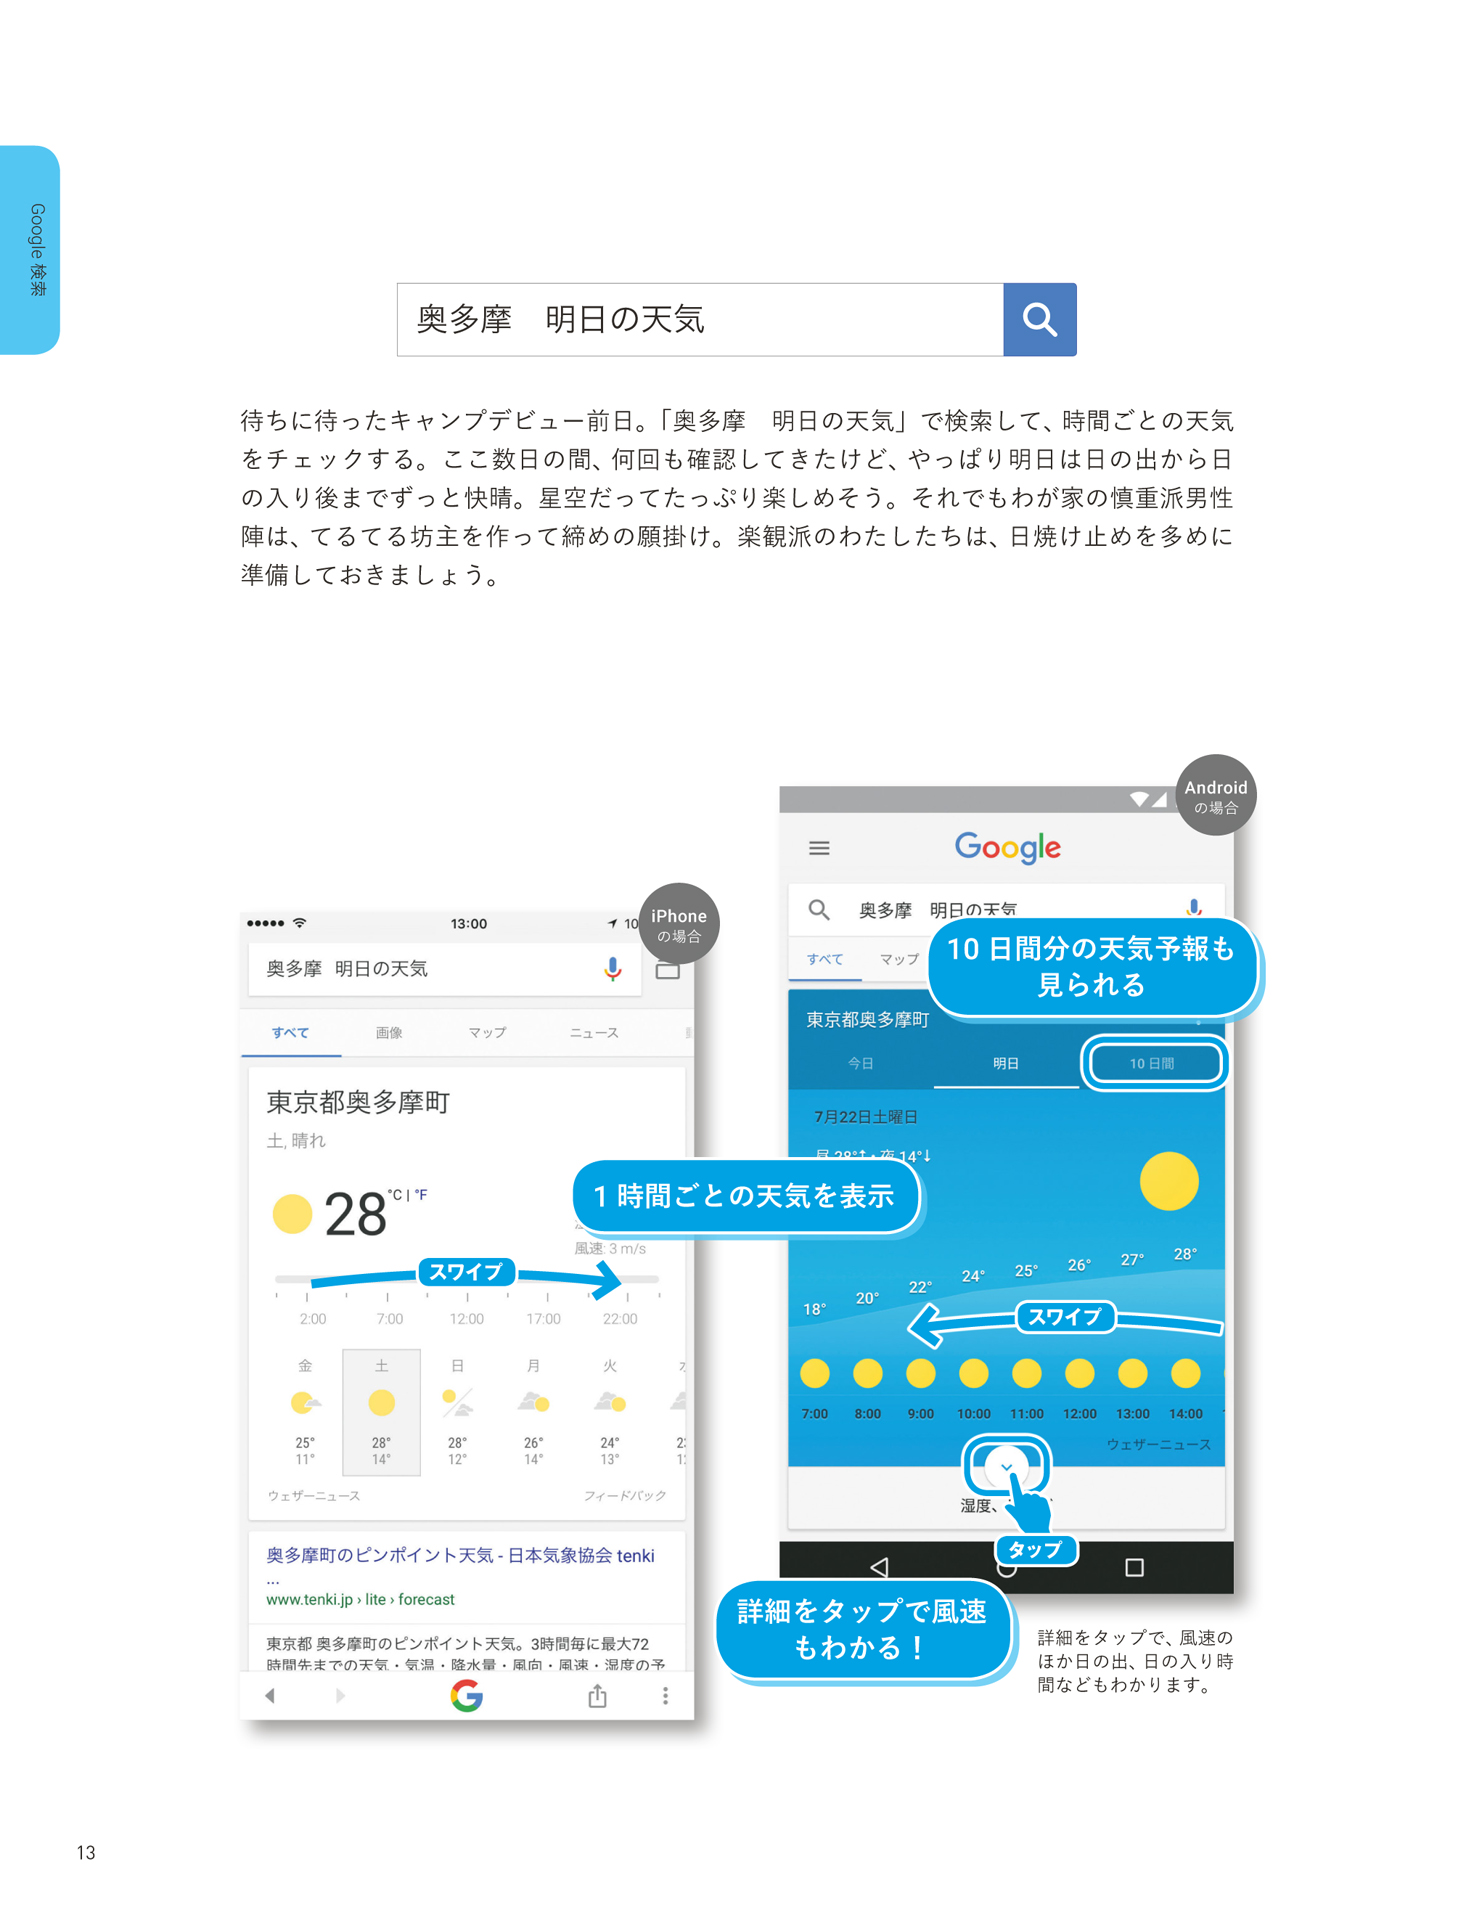 Google 検索
奥多摩　明日の天気
待ちに待ったキャンプデビュー前日。「奥多摩　明日の天気」で検索して、時間ごとの天気
をチェックする。ここ数日の間、何回も確認してきたけど、やっぱり明日は日の出から日
の入り後までずっと快晴。星空だってたっぷり楽しめそう。それでもわが家の慎重派男性
陣は、てるてる坊主を作って締めの願掛け。楽観派のわたしたちは、日焼け止めを多めに
準備しておきましょう。
iPhone
の場合
13:00
10
奥多摩 明日の天気
すべて 画像 マップ ニュース
東京都奥多摩町
土, 晴れ
28 °C | °F
風速: 3 m/s
1 時間ごとの天気を表示
スワイプ
2:00 7:00 12:00 17:00 22:00
金 土 日 月 火
25° 28° 28° 26° 24°
11° 14° 12° 14° 13°
ウェザーニュース フィードバック
奥多摩町のピンポイント天気 - 日本気象協会 tenki
...
www.tenki.jp › lite › forecast
東京都 奥多摩町のピンポイント天気。3時間毎に最大72
時間先までの天気・気温・降水量・風向・風速・湿度の予
Android
の場合
Google
奥多摩　明日の天気
すべて マップ
10 日間分の天気予報も
見られる
東京都奥多摩町
今日 明日 10 日間
7月22日土曜日
昼 28°↑・夜 14°↓
18° 20° 22° 24° 25° 26° 27° 28°
スワイプ
7:00 8:00 9:00 10:00 11:00 12:00 13:00 14:00
ウェザーニュース
湿度、
タップ
詳細をタップで風速
もわかる！
詳細をタップで、風速の
ほか日の出、日の入り時
間などもわかります。
13